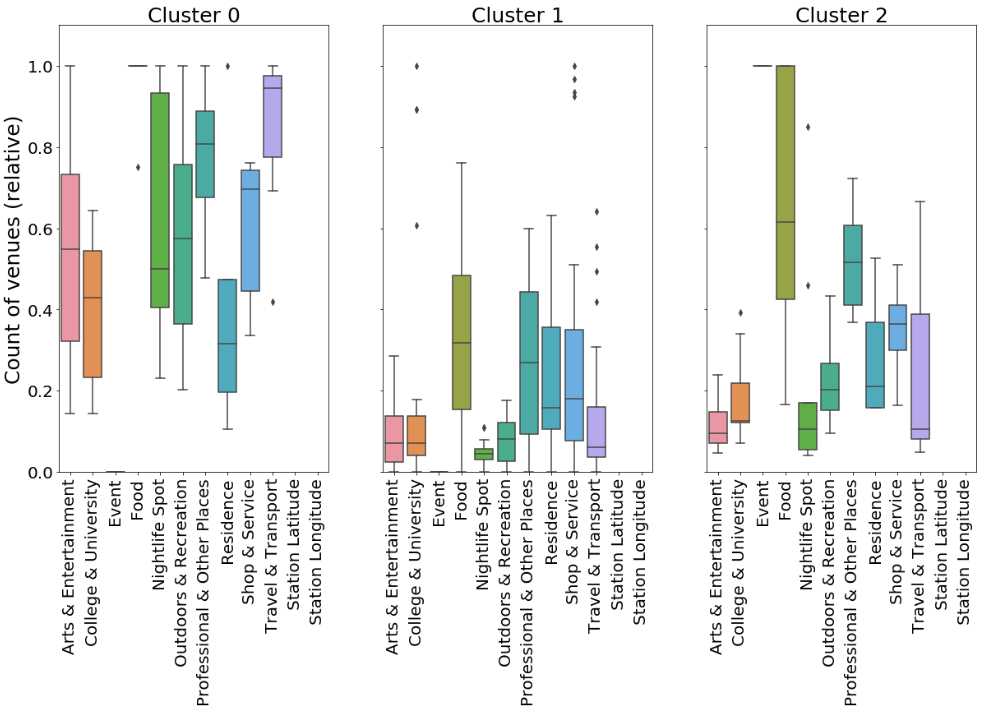 Cluster 0
Cluster 1
Cluster 2
Count of venues (relative)
1.0
0.8
0.6
0.4
0.2
0.0
Arts & Entertainment
College & University
Event
Food
Nightlife Spot
Outdoors & Recreation
Professional & Other Places
Residence
Shop & Service
Travel & Transport
Station Latitude
Station Longitude
Arts & Entertainment
College & University
Event
Food
Nightlife Spot
Outdoors & Recreation
Professional & Other Places
Residence
Shop & Service
Travel & Transport
Station Latitude
Station Longitude
Arts & Entertainment
College & University
Event
Food
Nightlife Spot
Outdoors & Recreation
Professional & Other Places
Residence
Shop & Service
Travel & Transport
Station Latitude
Station Longitude